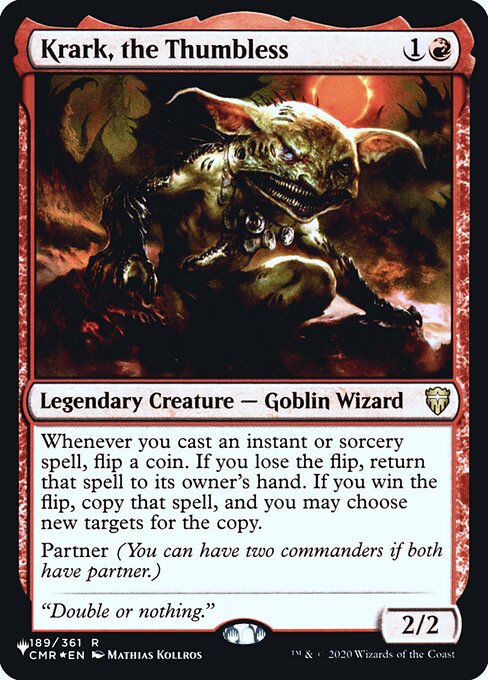 Krark, the Thumbless 1
Legendary Creature — Goblin Wizard
Whenever you cast an instant or sorcery
spell, flip a coin. If you lose the flip, return
that spell to its owner's hand. If you win the
flip, copy that spell, and you may choose
new targets for the copy.
Partner (You can have two commanders if both
have partner.)
“Double or nothing.”
2/2
189/361 R
CMR★EN Mathias Kollros
™ & © 2020 Wizards of the Coast